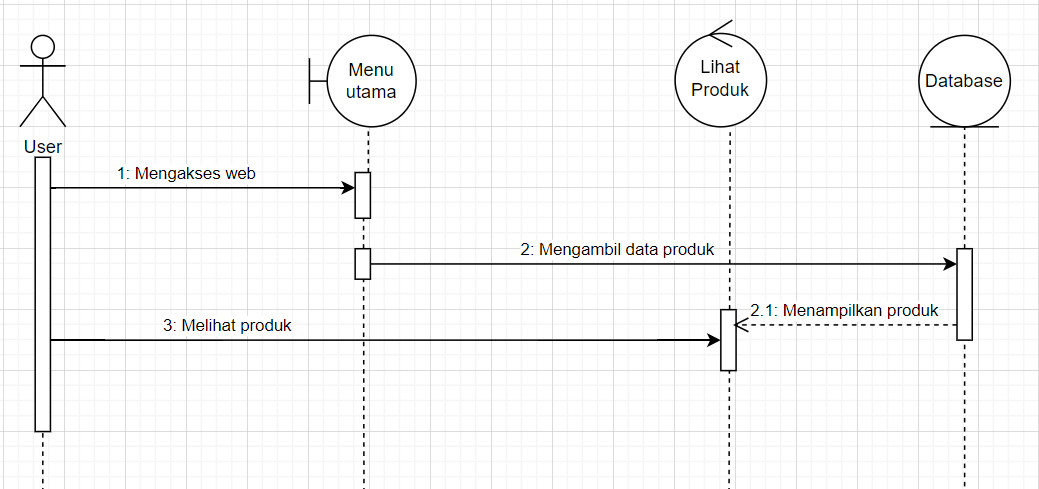 User
Menu
utama
Lihat
Produk
Database
1: Mengakses web
2: Mengambil data produk
2.1: Menampilkan produk
3: Melihat produk